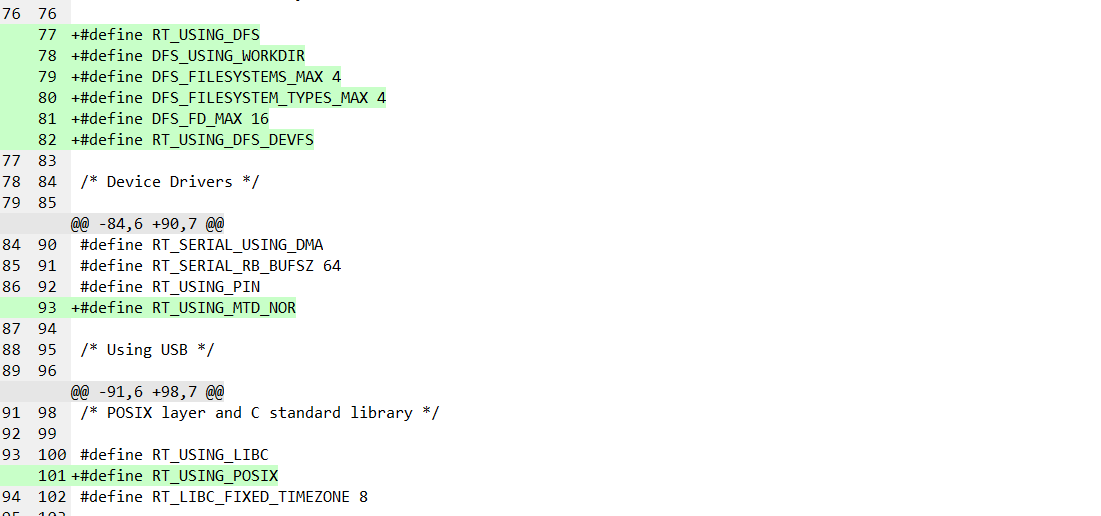 76 76
77 +#define RT_USING_DFS
78 +#define DFS_USING_WORKDIR
79 +#define DFS_FILESYSTEMS_MAX 4
80 +#define DFS_FILESYSTEM_TYPES_MAX 4
81 +#define DFS_FD_MAX 16
82 +#define RT_USING_DFS_DEVFS
77 83
78 84 /* Device Drivers */
79 85
@@ -84,6 +90,7 @@
84 90 #define RT_SERIAL_USING_DMA
85 91 #define RT_SERIAL_RB_BUFSZ 64
86 92 #define RT_USING_PIN
93 +#define RT_USING_MTD_NOR
87 94
88 95 /* Using USB */
89 96
@@ -91,6 +98,7 @@
91 98 /* POSIX layer and C standard library */
92 99
93 100 #define RT_USING_LIBC
101 +#define RT_USING_POSIX
94 102 #define RT_LIBC_FIXED_TIMEZONE 8